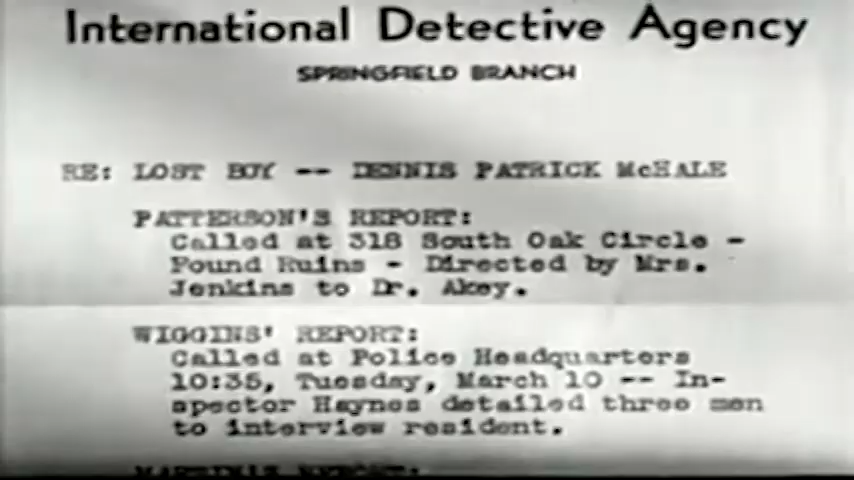 International Detective Agency
SPRINGFIELD BRANCH
RE: LOST BOY -- DENNIS PATRICK McHALE
PATTERSON'S REPORT:
Called at 318 South Oak Circle -
Found Ruins - Directed by Mrs.
Jenkins to Dr. Akey.
WIGGINS' REPORT:
Called at Police Headquarters
10:35, Tuesday, March 10 -- In-
spector Haynes detailed three men
to interview resident.
REPORT: